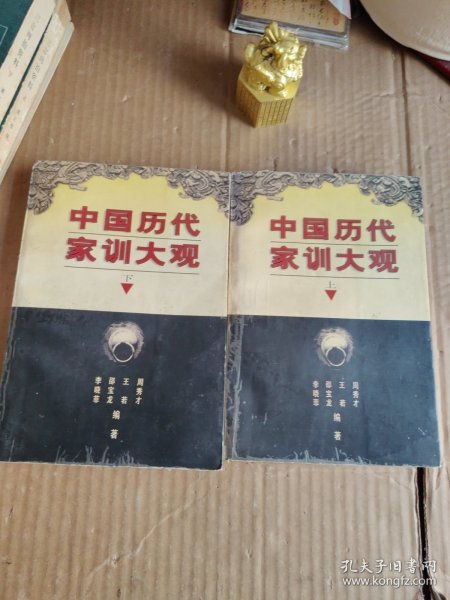 中国历代
家训大观
下
周秀才
王若
邵宝龙
李晓菲
编著
中国历代
家训大观
上
周秀才
王若
邵宝龙
李晓菲
编著
孔夫子旧书网
www.kongfz.com